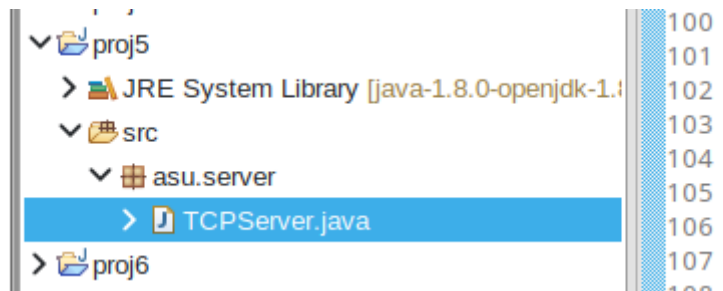 proj5
JRE System Library [java-1.8.0-openjdk-1.8
src
asu.server
TCPServer.java
proj6
100
101
102
103
104
105
106
107